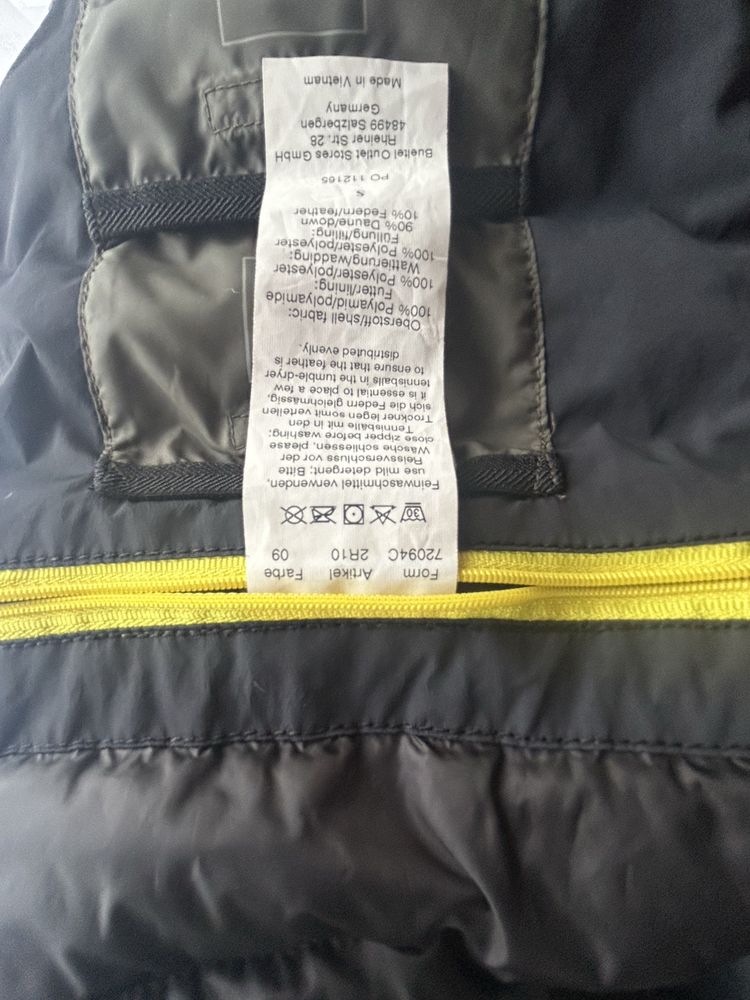 Form Artikel Farbe
72094C 2R10 09
30
Feinwaschmittel verwenden,
use mild detergent; Bitte
Reissverschluss vor der
Wäsche schliessen, please
close zipper before washing;
Tennisbälle mit in den
Trockner legen somit verteilen
sich die Federn gleichmassig,
it is essential to place a few
tennisballs in the tumble-dryer
to ensure that the feather is
distributed evenly.
Oberstoff/shell fabric:
100% Polyamid/polyamide
Futter/lining:
100% Polyester/polyester
Wattierung/wadding:
100% Polyester/polyester
Füllung/filling:
90% Daune/down
10% Federn/feather
S
PO 112165
Bueltel Outlet Stores GmbH
Rheiner Str. 28
48499 Salzbergen
Germany
Made in Vietnam